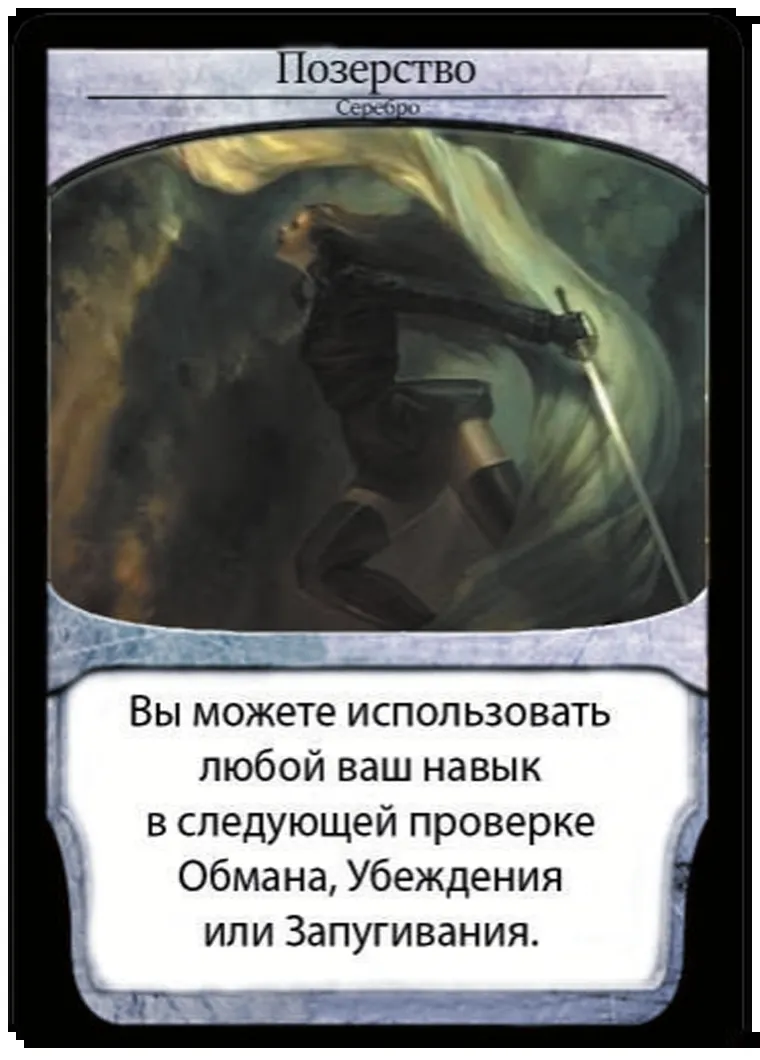 Позерство
Серебро
Вы можете использовать
любой ваш навык
в следующей проверке
Обмана, Убеждения
или Запугивания.